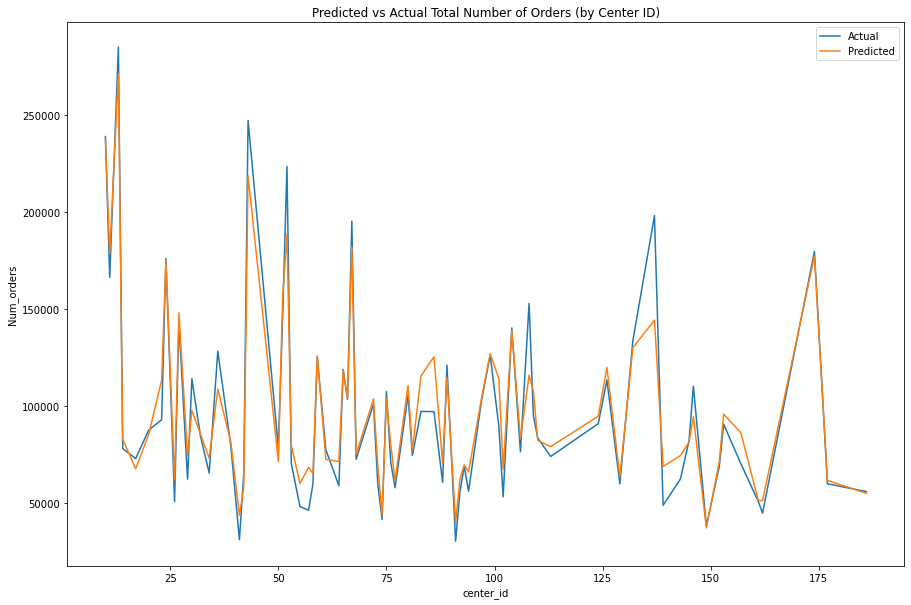 Predicted vs Actual Total Number of Orders (by Center ID)
Actual
Predicted
250000
200000
150000
100000
50000
Num_orders
25
50
75
100
125
150
175
center_id